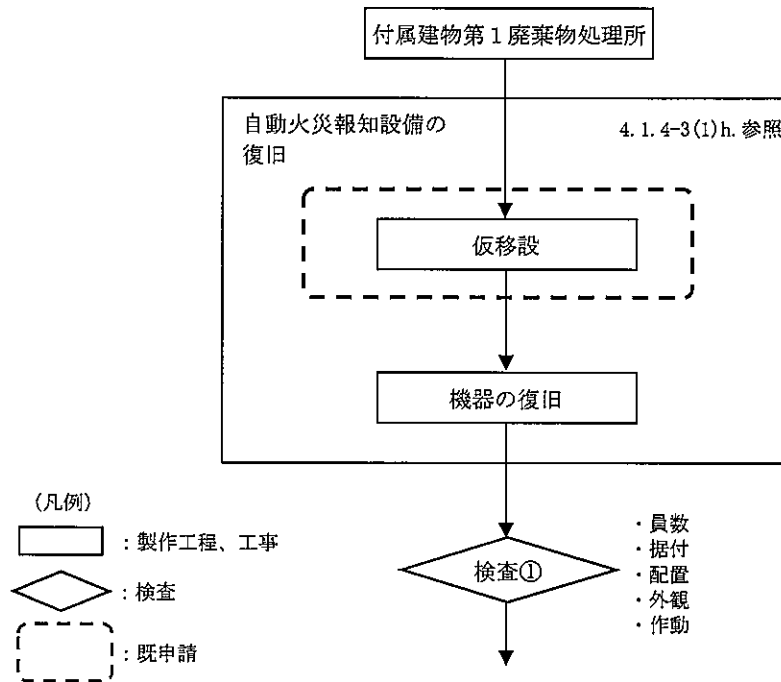 付属建物第１廃棄物処理所
自動火災報知設備の
復旧
4.1.4-3(1)h.参照
仮移設
機器の復旧
検査①
・員数
・据付
・配置
・外観
・作動
(凡例)
：製作工程、工事
：検査
：既申請